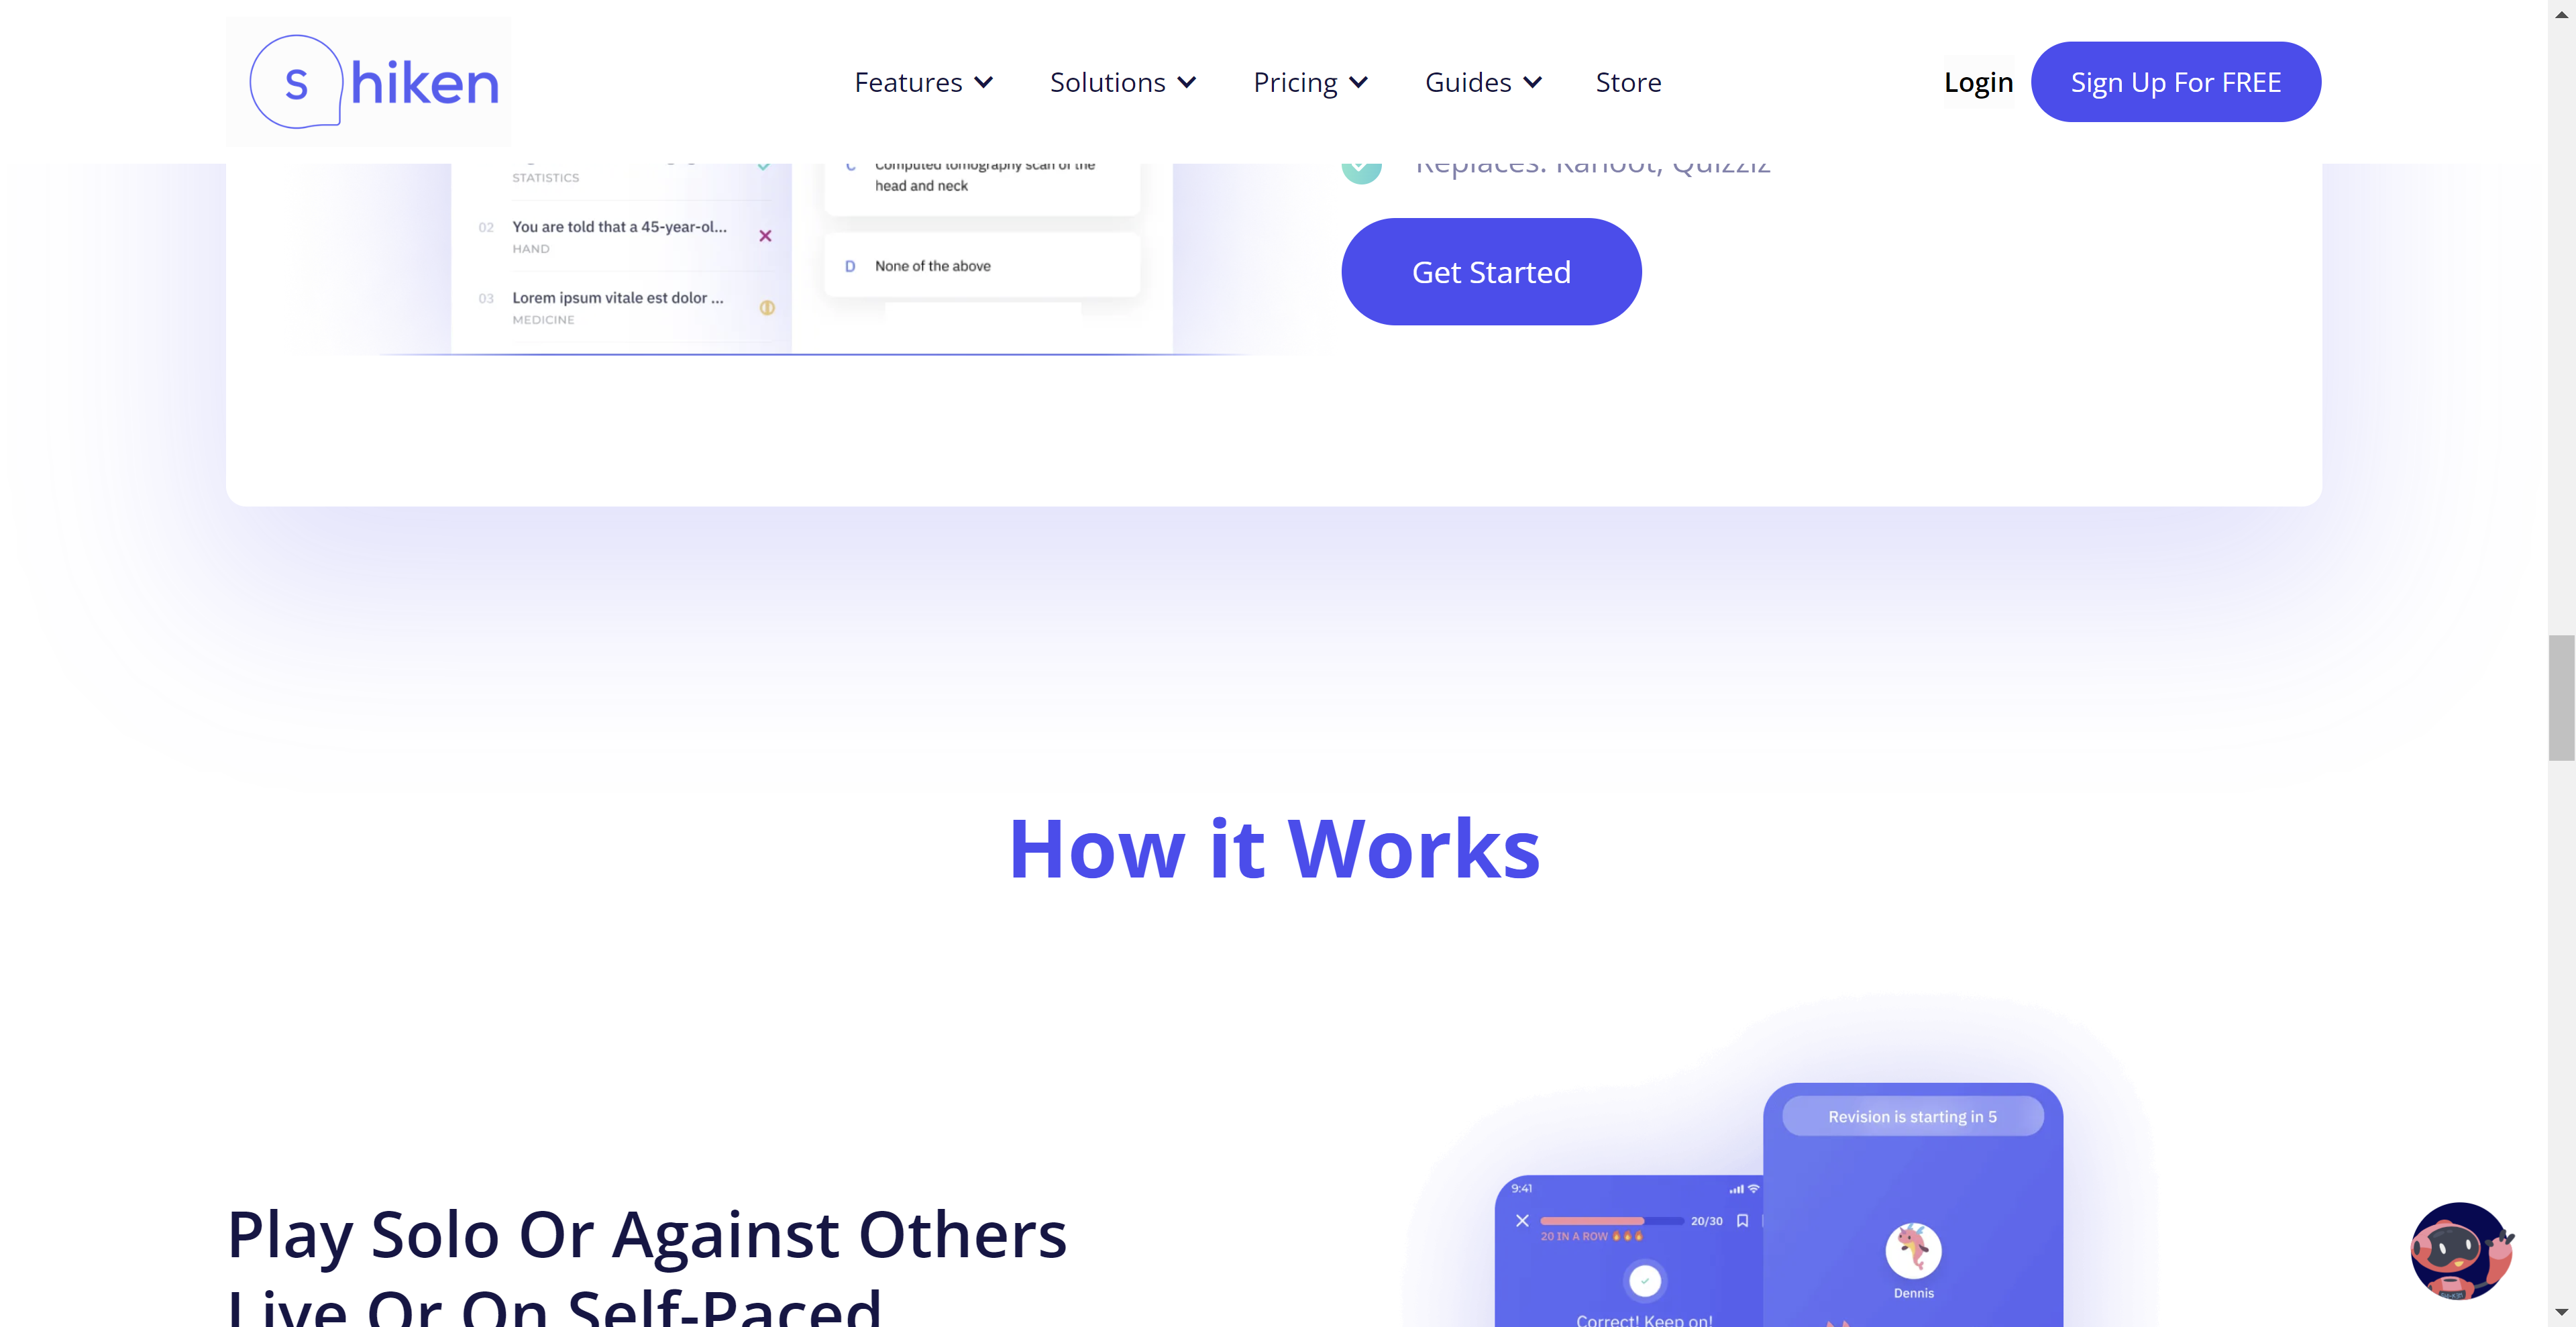 shiken
Features
Solutions
Pricing
Guides
Store
Login
Sign Up For FREE
STATISTICS
02 You are told that a 45-year-ol...
HAND
03 Lorem ipsum vitale est dolor ...
MEDICINE
C Computed tomography scan of the
head and neck
D None of the above
Replaces: Kahoot, Quizziz
Get Started
How it Works
Play Solo Or Against Others
Live Or On Self-Paced
Revision is starting in 5
9:41
20/30
20 IN A ROW 🔥🔥🔥
Correct! Keep on!
Dennis